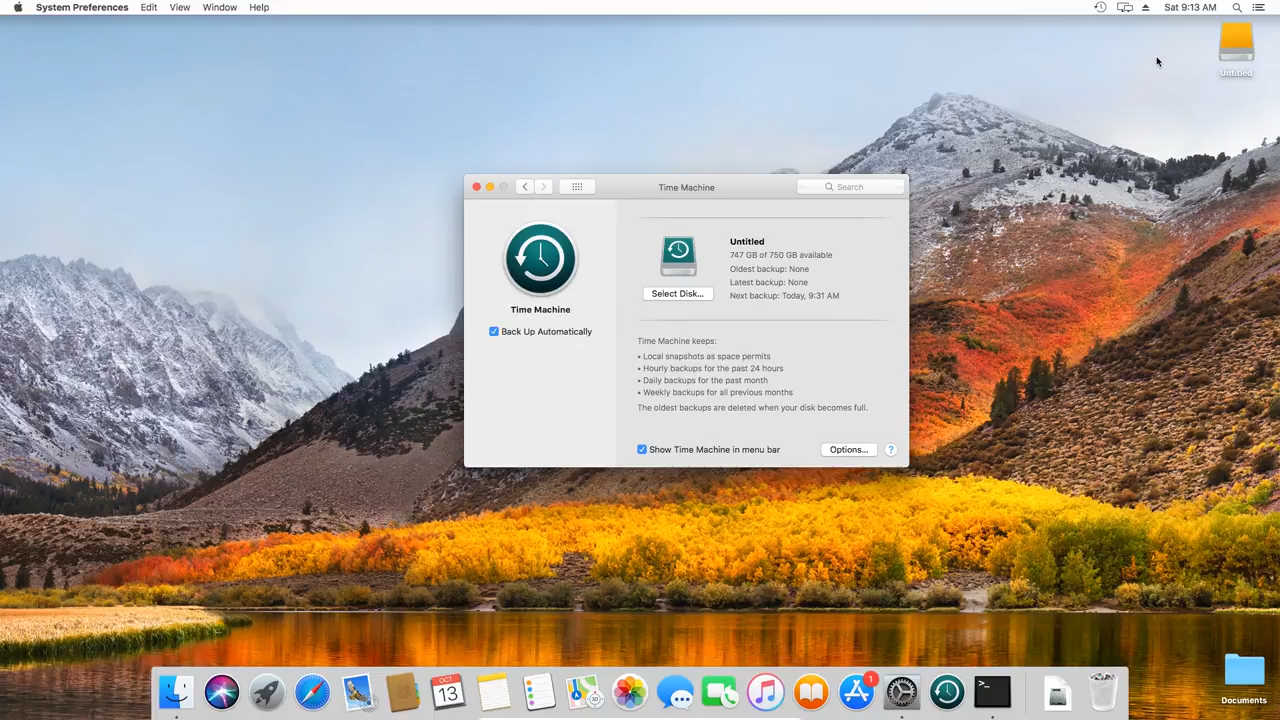 System Preferences Edit View Window Help Sat 9:13 AM
Untitled
Time Machine Search
Untitled
747 GB of 750 GB available
Oldest backup: None
Latest backup: None
Next backup: Today, 9:31 AM
Select Disk...
Time Machine
Back Up Automatically
Time Machine keeps:
• Local snapshots as space permits
• Hourly backups for the past 24 hours
• Daily backups for the past month
• Weekly backups for all previous months
The oldest backups are deleted when your disk becomes full.
Show Time Machine in menu bar Options... ?
OCT
13
1
>_
Documents